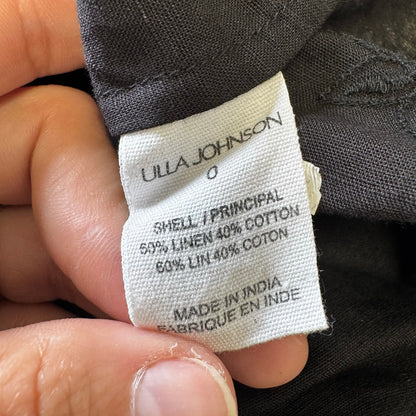 ULLA JOHNSON
0
SHELL / PRINCIPAL
60% LINEN 40% COTTON
60% LIN 40% COTON
MADE IN INDIA
FABRIQUE EN INDE